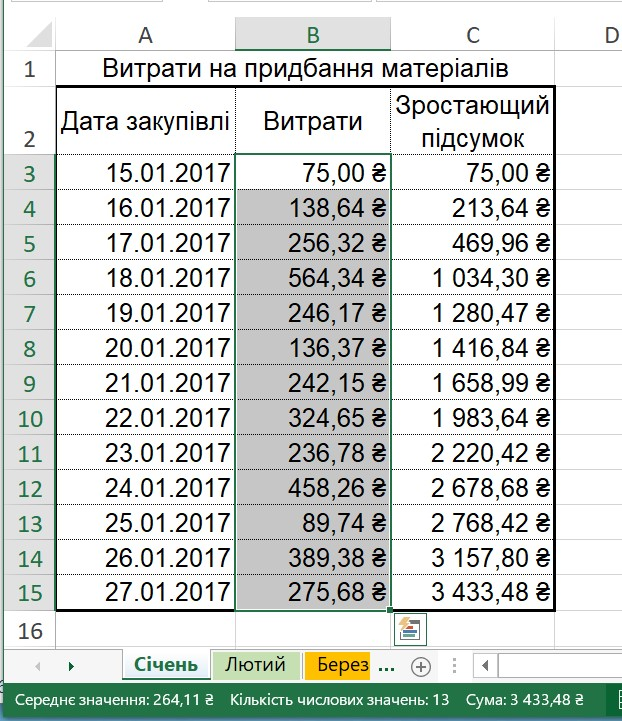 A B C D
1 Витрати на придбання матеріалів
Зростающий
2 Дата закупівлі Витрати підсумок
3 15.01.2017 75,00 ₴ 75,00 ₴
4 16.01.2017 138,64 ₴ 213,64 ₴
5 17.01.2017 256,32 ₴ 469,96 ₴
6 18.01.2017 564,34 ₴ 1 034,30 ₴
7 19.01.2017 246,17 ₴ 1 280,47 ₴
8 20.01.2017 136,37 ₴ 1 416,84 ₴
9 21.01.2017 242,15 ₴ 1 658,99 ₴
10 22.01.2017 324,65 ₴ 1 983,64 ₴
11 23.01.2017 236,78 ₴ 2 220,42 ₴
12 24.01.2017 458,26 ₴ 2 678,68 ₴
13 25.01.2017 89,74 ₴ 2 768,42 ₴
14 26.01.2017 389,38 ₴ 3 157,80 ₴
15 27.01.2017 275,68 ₴ 3 433,48 ₴
16
Січень Лютий Берез ...
Середнє значення: 264,11 ₴ Кількість числових значень: 13 Сума: 3 433,48 ₴